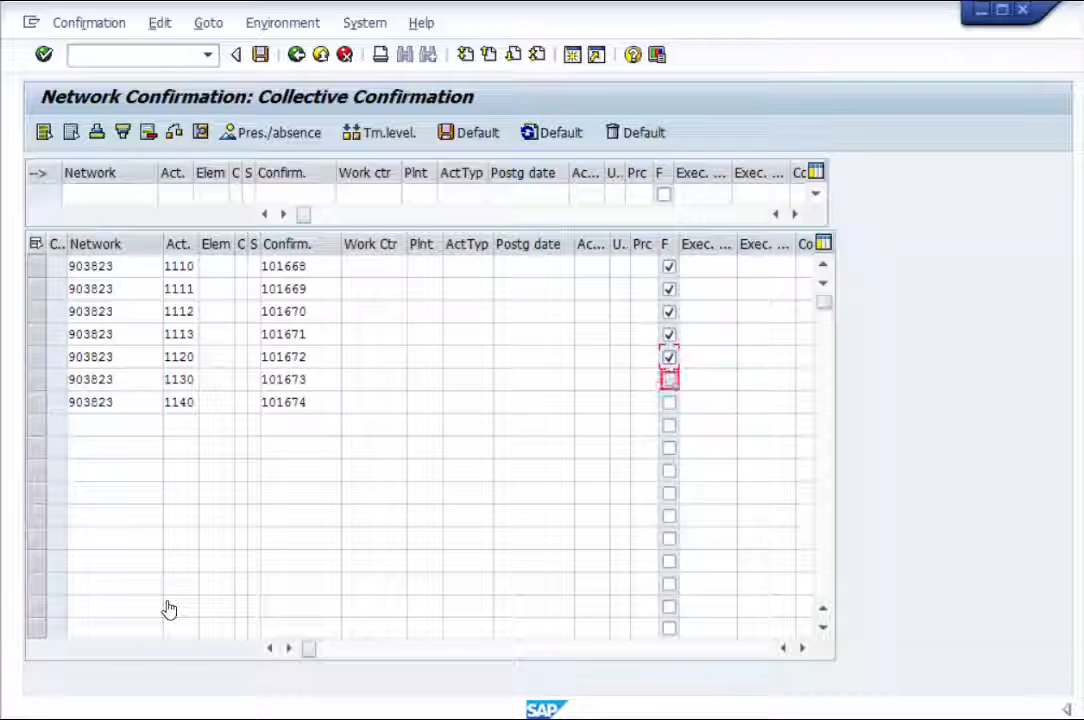 Confirmation Edit Goto Environment System Help
Network Confirmation: Collective Confirmation
Pres./absence Tm.level. Default Default Default
--> Network Act. Elem C S Confirm. Work ctr Plnt ActTyp Postg date Ac... U.. Prc F Exec. ... Exec. ... Cc
C.. Network Act. Elem C S Confirm. Work Ctr Plnt ActTyp Postg date Ac... U. Prc F Exec. ... Exec. ... Co
903823 1110 101668
903823 1111 101669
903823 1112 101670
903823 1113 101671
903823 1120 101672
903823 1130 101673
903823 1140 101674
SAP